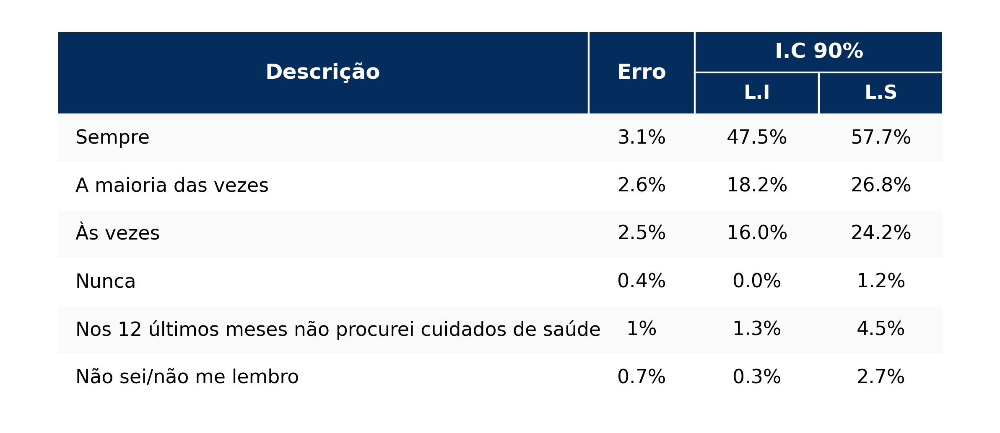 Descrição Erro I.C 90%
L.I L.S
Sempre 3.1% 47.5% 57.7%
A maioria das vezes 2.6% 18.2% 26.8%
Às vezes 2.5% 16.0% 24.2%
Nunca 0.4% 0.0% 1.2%
Nos 12 últimos meses não procurei cuidados de saúde 1% 1.3% 4.5%
Não sei/não me lembro 0.7% 0.3% 2.7%